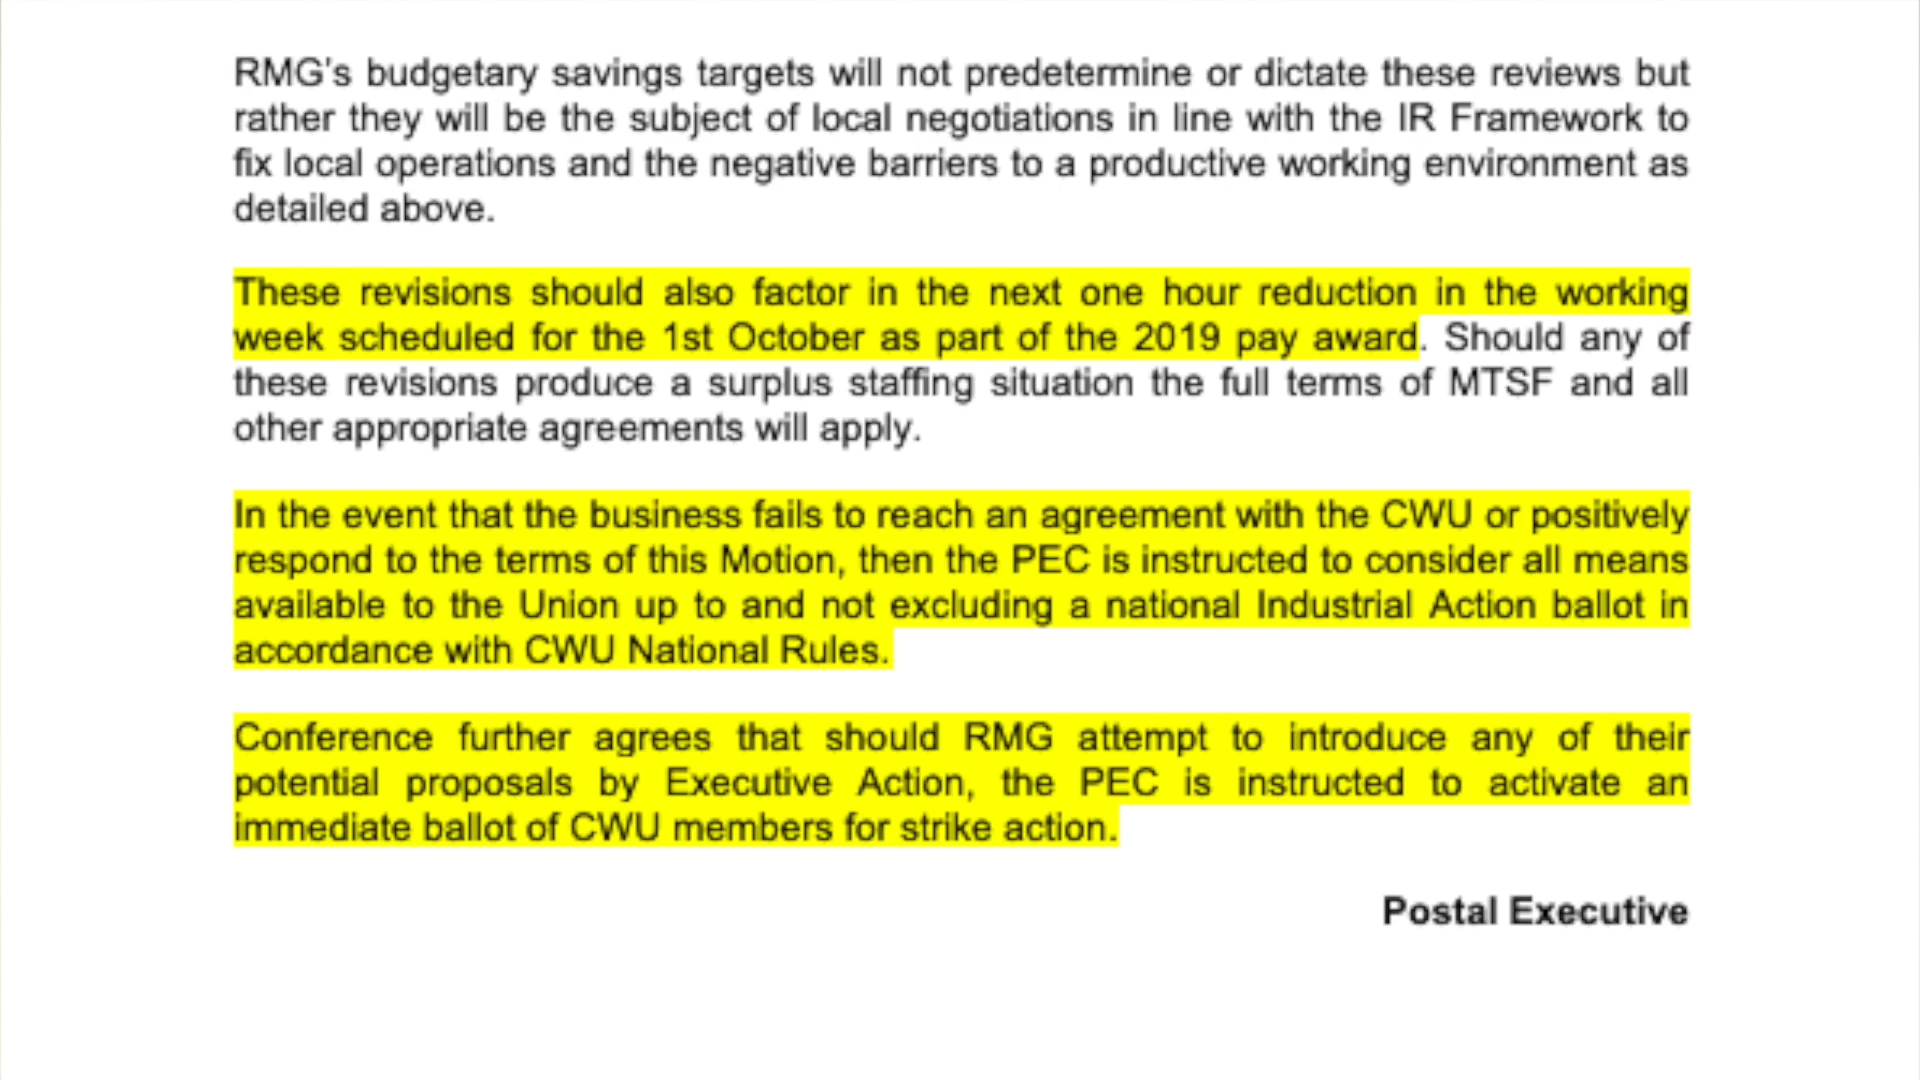 RMG's budgetary savings targets will not predetermine or dictate these reviews but
rather they will be the subject of local negotiations in line with the IR Framework to
fix local operations and the negative barriers to a productive working environment as
detailed above.
These revisions should also factor in the next one hour reduction in the working
week scheduled for the 1st October as part of the 2019 pay award. Should any of
these revisions produce a surplus staffing situation the full terms of MTSF and all
other appropriate agreements will apply.
In the event that the business fails to reach an agreement with the CWU or positively
respond to the terms of this Motion, then the PEC is instructed to consider all means
available to the Union up to and not excluding a national Industrial Action ballot in
accordance with CWU National Rules.
Conference further agrees that should RMG attempt to introduce any of their
potential proposals by Executive Action, the PEC is instructed to activate an
immediate ballot of CWU members for strike action.
Postal Executive